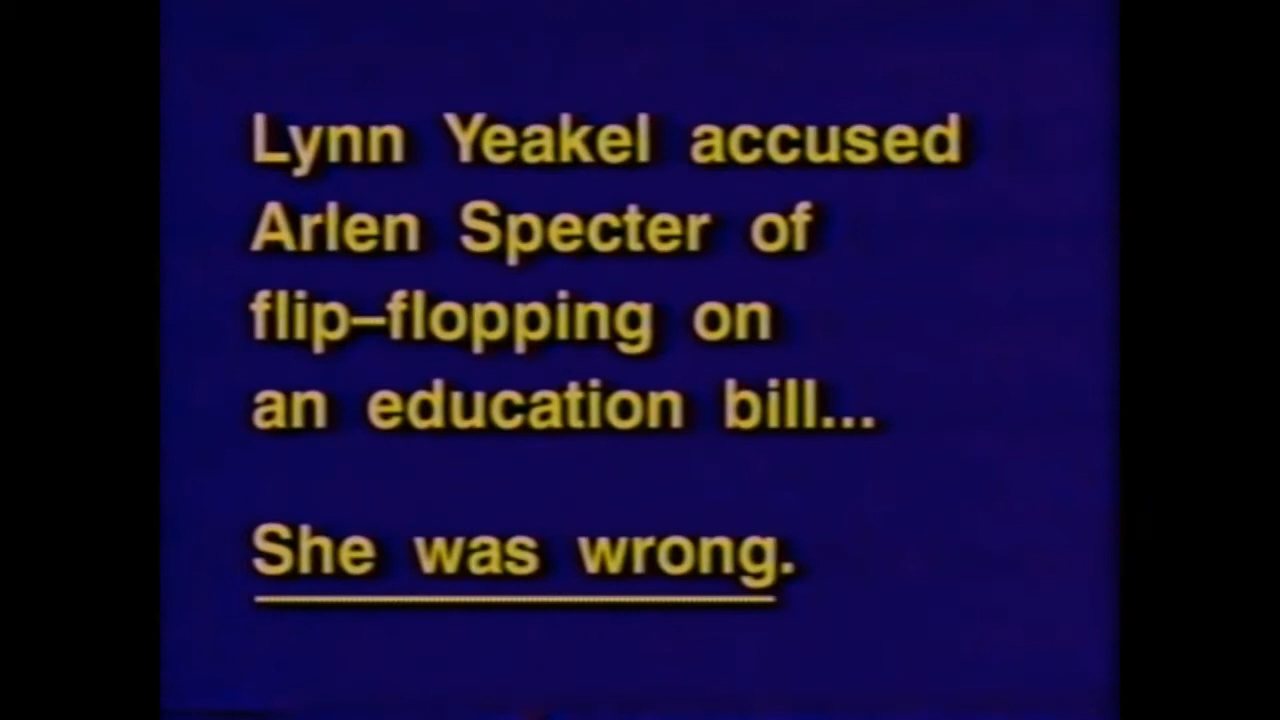 Lynn Yeakel accused
Arlen Specter of
flip–flopping on
an education bill...
She was wrong.